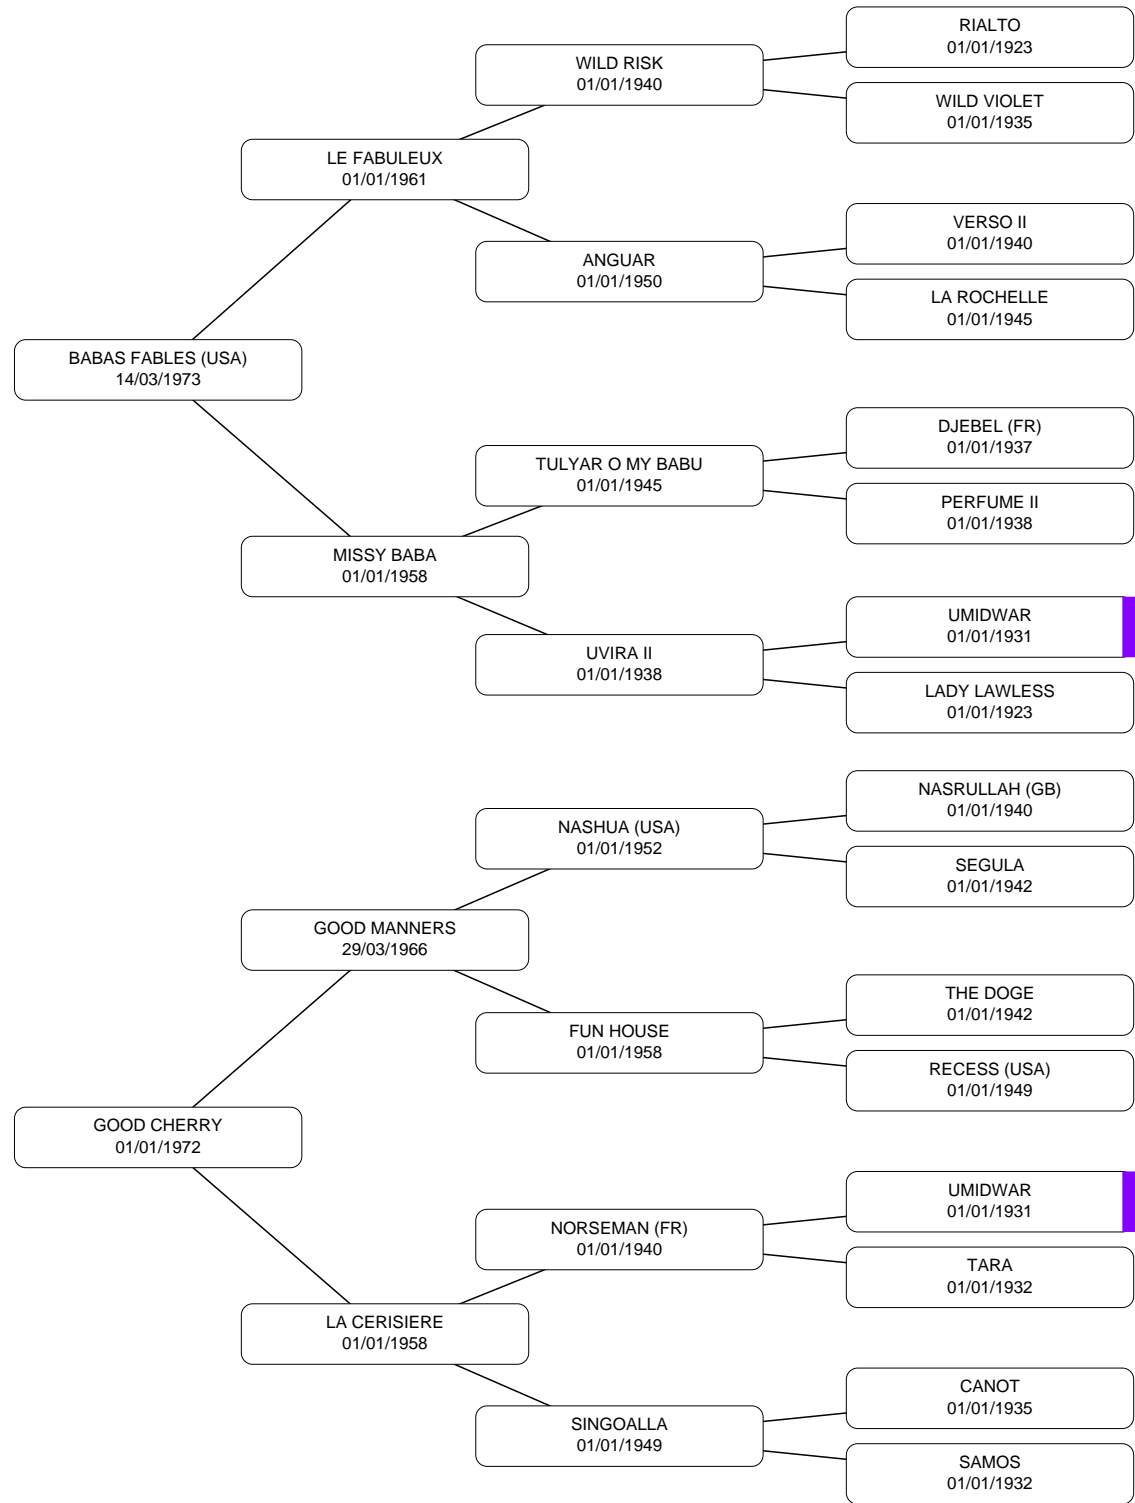 RIALTO
01/01/1923
WILD RISK
01/01/1940
WILD VIOLET
01/01/1935
LE FABULEUX
01/01/1961
VERSO II
01/01/1940
ANGUAR
01/01/1950
LA ROCHELLE
01/01/1945
BABAS FABLES (USA)
14/03/1973
DJEBEL (FR)
01/01/1937
TULYAR O MY BABU
01/01/1945
PERFUME II
01/01/1938
MISSY BABA
01/01/1958
UMIDWAR
01/01/1931
UVIRA II
01/01/1938
LADY LAWLESS
01/01/1923
NASRULLAH (GB)
01/01/1940
NASHUA (USA)
01/01/1952
SEGULA
01/01/1942
GOOD MANNERS
29/03/1966
THE DOGE
01/01/1942
FUN HOUSE
01/01/1958
RECESS (USA)
01/01/1949
GOOD CHERRY
01/01/1972
UMIDWAR
01/01/1931
NORSEMAN (FR)
01/01/1940
TARA
01/01/1932
LA CERISIERE
01/01/1958
CANOT
01/01/1935
SINGOALLA
01/01/1949
SAMOS
01/01/1932